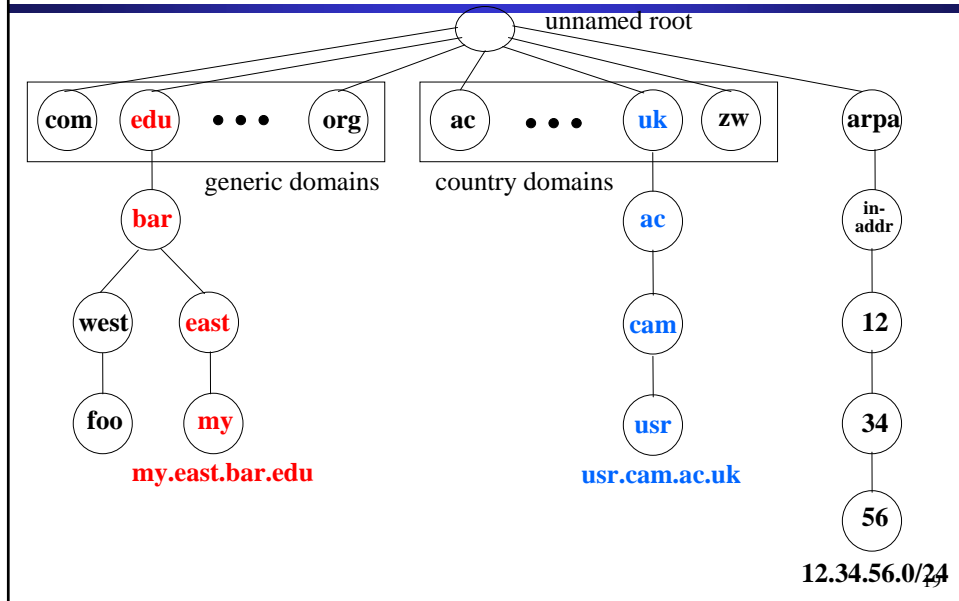 unnamed root
com edu • • • org ac • • • uk zw arpa
generic domains country domains
bar ac in-
addr
west east cam 12
foo my usr 34
my.east.bar.edu usr.cam.ac.uk
56
12.34.56.0/24
19